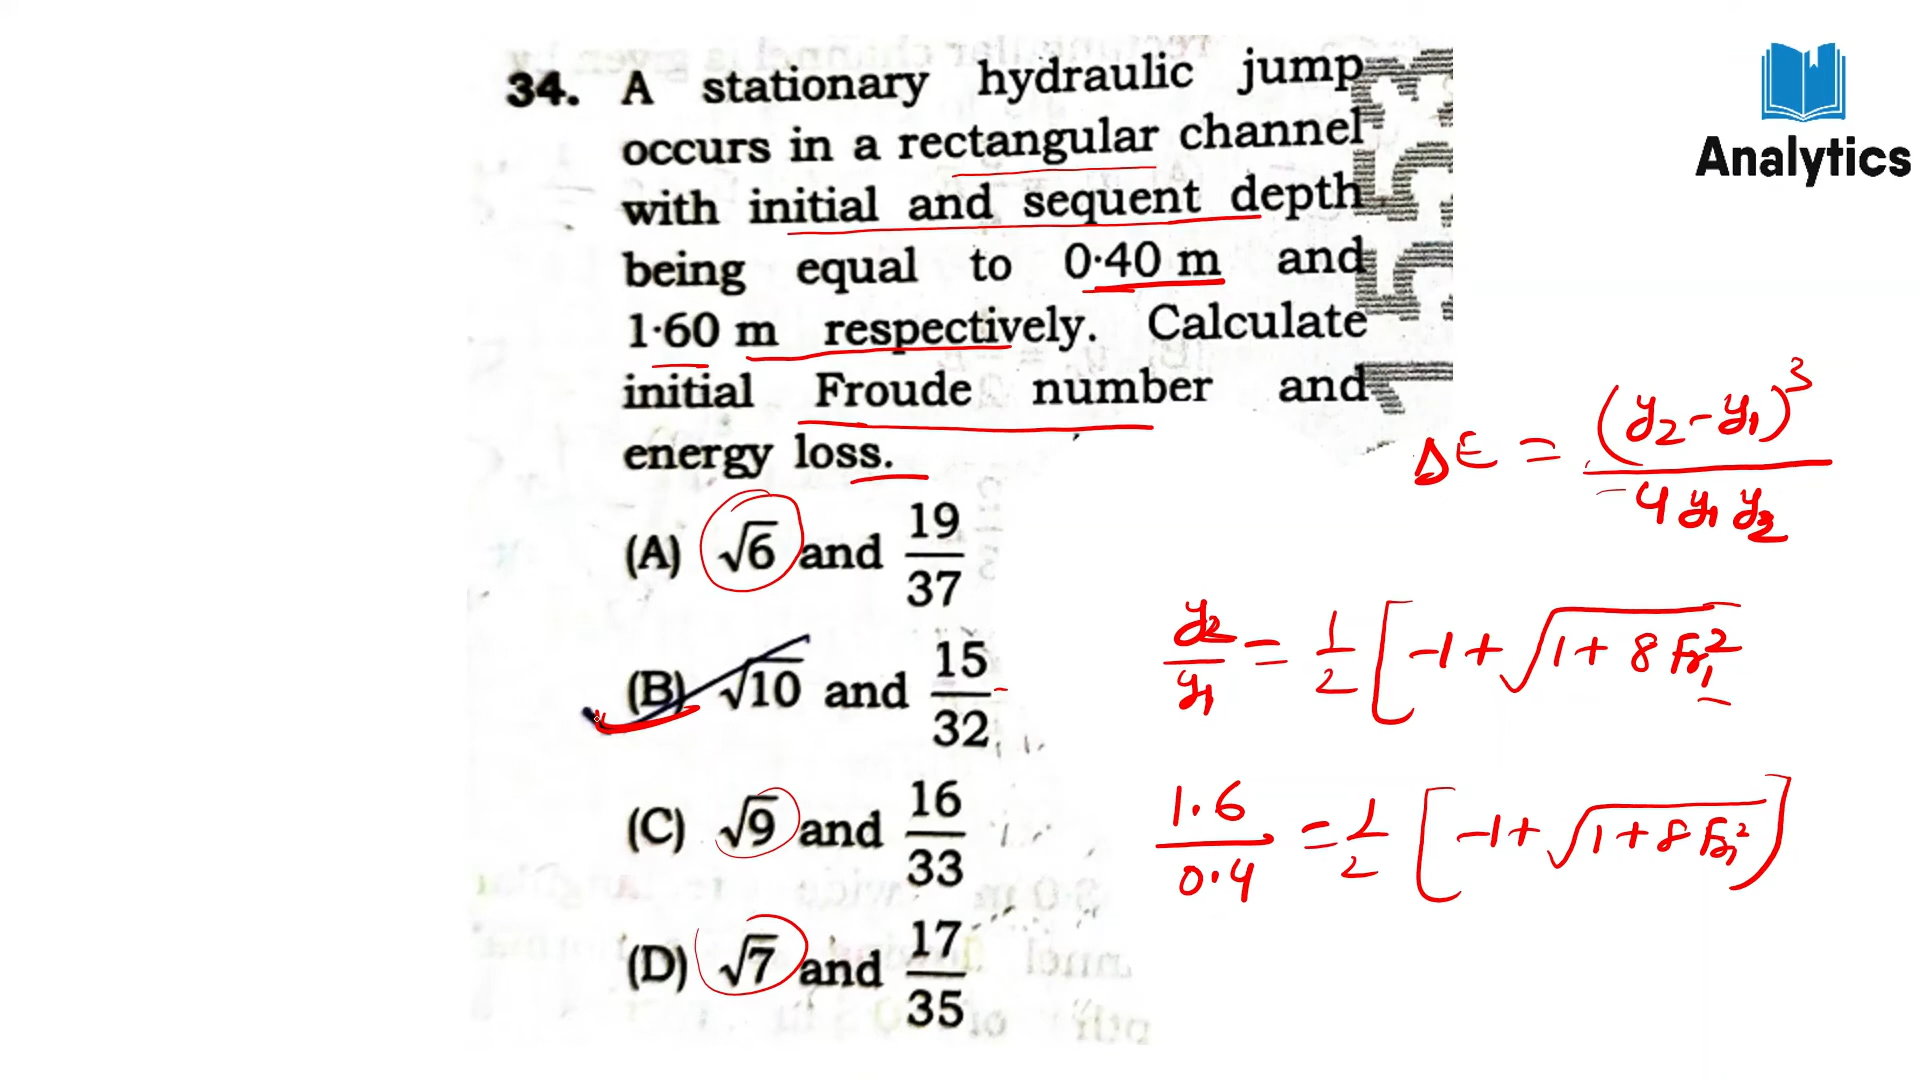 34. A stationary hydraulic jump
occurs in a rectangular channel
with initial and sequent depth
being equal to 0·40 m and
1·60 m respectively. Calculate
initial Froude number and
energy loss.
(A) √6 and 19/37
(B) √10 and 15/32
(C) √9 and 16/33
(D) √7 and 17/35
Analytics
ΔE = (y2-y1)^3 / 4 y1 y2
y2/y1 = 1/2 [-1+√1+8Fr1^2
1.6/0.4 = 1/2 [-1+√1+8Fr1^2]